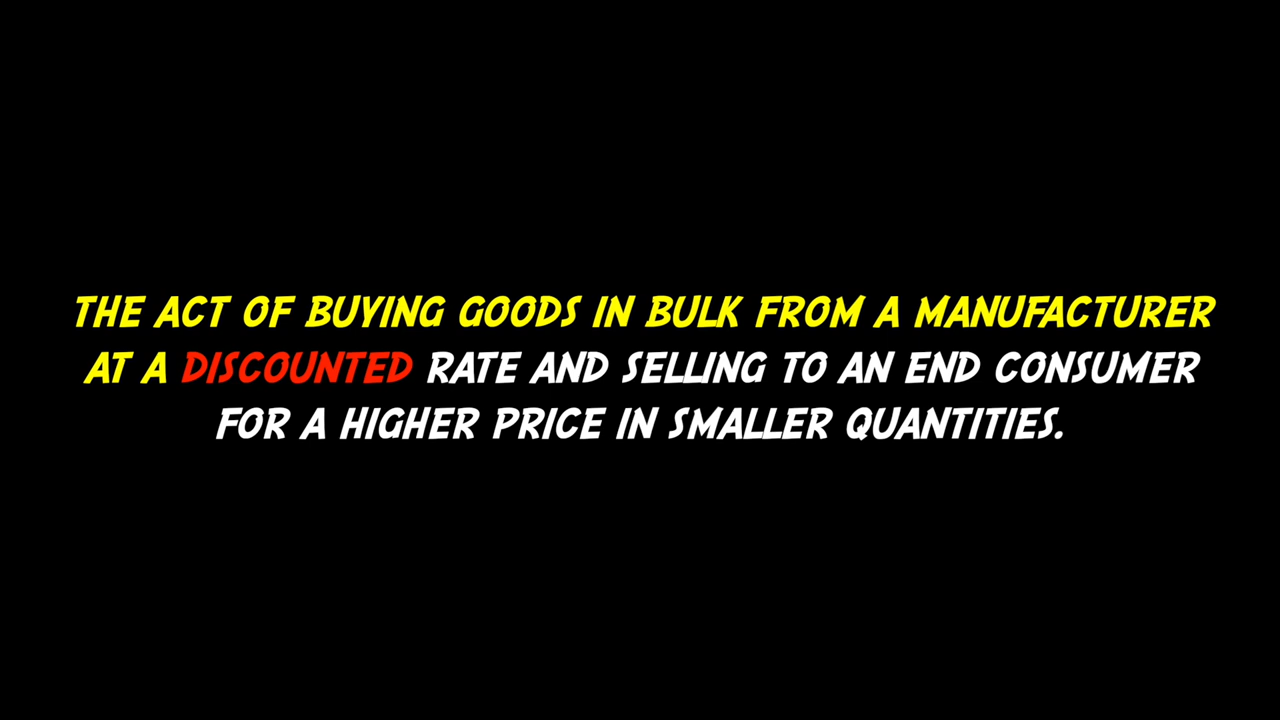 THE ACT OF BUYING GOODS IN BULK FROM A MANUFACTURER
AT A DISCOUNTED RATE AND SELLING TO AN END CONSUMER
FOR A HIGHER PRICE IN SMALLER QUANTITIES.